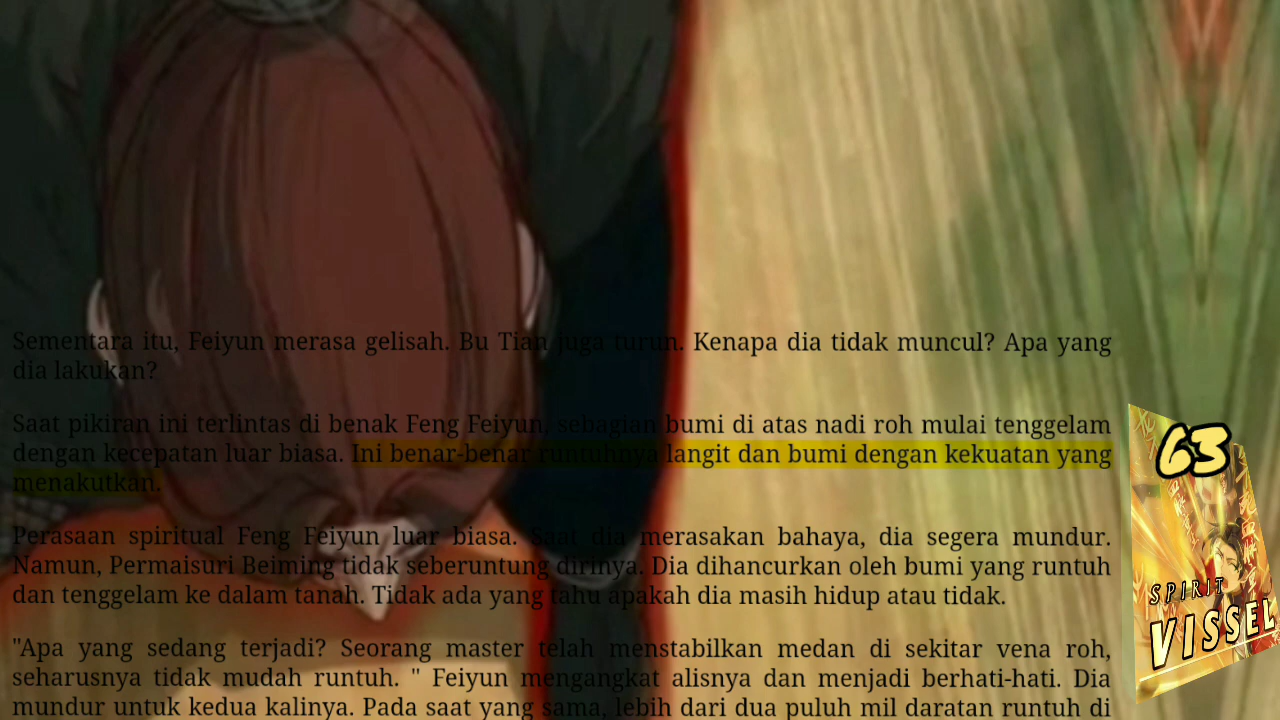 Sementara itu, Feiyun merasa gelisah. Bu Tian juga turun. Kenapa dia tidak muncul? Apa yang
dia lakukan?
Saat pikiran ini terlintas di benak Feng Feiyun, sebagian bumi di atas nadi roh mulai tenggelam
dengan kecepatan luar biasa. Ini benar-benar runtuhnya langit dan bumi dengan kekuatan yang
menakutkan.
Perasaan spiritual Feng Feiyun luar biasa. Saat dia merasakan bahaya, dia segera mundur.
Namun, Permaisuri Beiming tidak seberuntung dirinya. Dia dihancurkan oleh bumi yang runtuh
dan tenggelam ke dalam tanah. Tidak ada yang tahu apakah dia masih hidup atau tidak.
"Apa yang sedang terjadi? Seorang master telah menstabilkan medan di sekitar vena roh,
seharusnya tidak mudah runtuh. " Feiyun mengangkat alisnya dan menjadi berhati-hati. Dia
mundur untuk kedua kalinya. Pada saat yang sama, lebih dari dua puluh mil daratan runtuh di
63
SPIRIT
VISSEL